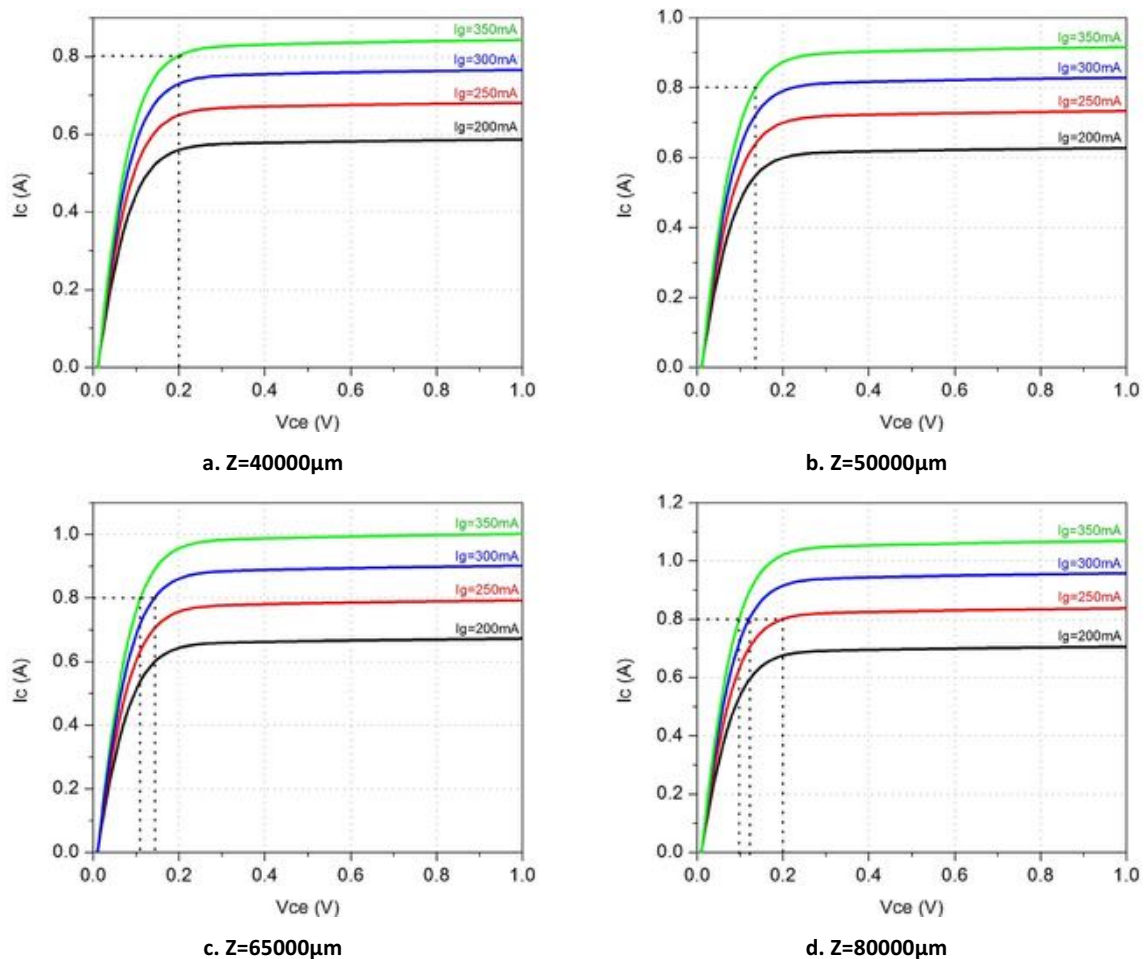 Ig=350mA
Ig=300mA
Ig=250mA
Ig=200mA
Ic (A)
0.8
0.6
0.4
0.2
0.0
0.0 0.2 0.4 0.6 0.8 1.0
Vce (V)
a. Z=40000µm
Ig=350mA
Ig=300mA
Ig=250mA
Ig=200mA
Ic (A)
1.0
0.8
0.6
0.4
0.2
0.0
0.0 0.2 0.4 0.6 0.8 1.0
Vce (V)
b. Z=50000µm
Ig=350mA
Ig=300mA
Ig=250mA
Ig=200mA
Ic (A)
1.0
0.8
0.6
0.4
0.2
0.0
0.0 0.2 0.4 0.6 0.8 1.0
Vce (V)
c. Z=65000µm
Ig=350mA
Ig=300mA
Ig=250mA
Ig=200mA
Ic (A)
1.2
1.0
0.8
0.6
0.4
0.2
0.0
0.0 0.2 0.4 0.6 0.8 1.0
Vce (V)
d. Z=80000µm